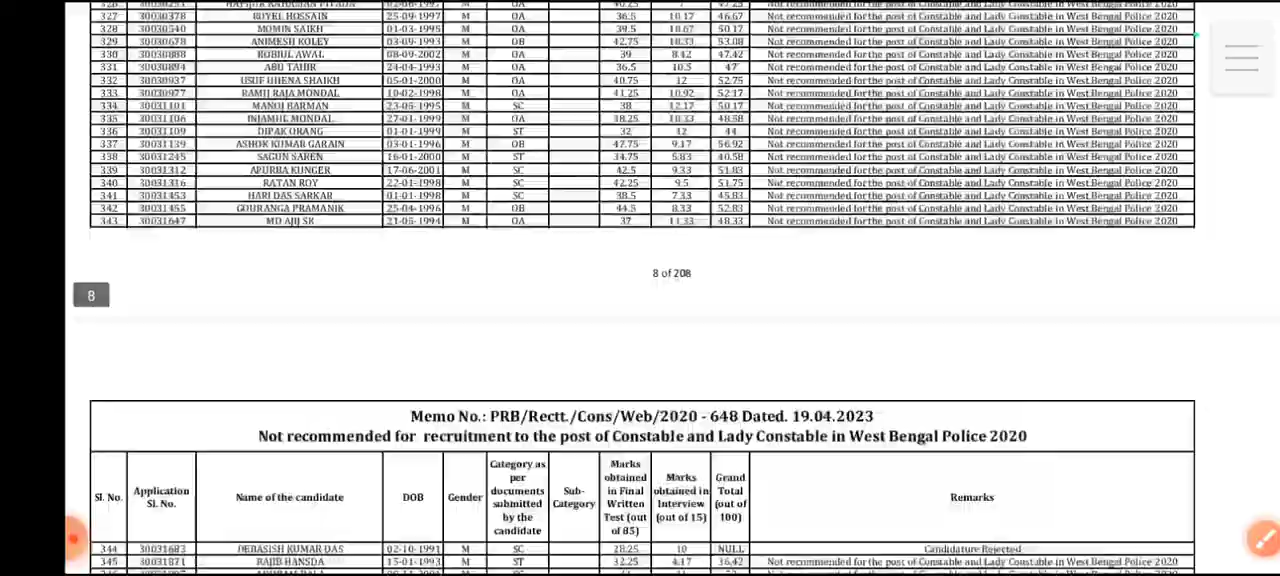 327 30030378 RUYEL HOSSAIN 25-09-1997 M OA 36.5 10.17 46.67 Not recommended for the post of Constable and Lady Constable in West Bengal Police 2020
328 30030540 MOMIN SAIKH 01-03-1995 M OA 39.5 10.67 50.17 Not recommended for the post of Constable and Lady Constable in West Bengal Police 2020
329 30030678 ANIMESH KOLEY 03-09-1993 M OB 42.75 10.33 53.08 Not recommended for the post of Constable and Lady Constable in West Bengal Police 2020
330 30030888 ROBIUL AWAL 08-09-2002 M OA 39 8.42 47.42 Not recommended for the post of Constable and Lady Constable in West Bengal Police 2020
331 30030894 ABU TAHIR 24-04-1993 M OA 36.5 10.5 47 Not recommended for the post of Constable and Lady Constable in West Bengal Police 2020
332 30030937 USUF SHAIKH 05-01-2000 M OA 40.75 12 52.75 Not recommended for the post of Constable and Lady Constable in West Bengal Police 2020
333 30030977 RAMIJ RAJA MONDAL 10-02-1998 M OA 41.25 10.92 52.17 Not recommended for the post of Constable and Lady Constable in West Bengal Police 2020
334 30031101 MANOJ BARMAN 23-05-1995 M SC 38 12.17 50.17 Not recommended for the post of Constable and Lady Constable in West Bengal Police 2020
335 30031106 INJAMUL MONDAL 27-01-1999 M OA 38.25 10.33 48.58 Not recommended for the post of Constable and Lady Constable in West Bengal Police 2020
336 30031109 DIPAK ORANG 01-01-1999 M ST 32 12 44 Not recommended for the post of Constable and Lady Constable in West Bengal Police 2020
337 30031139 ASHOK KUMAR GARAIN 03-01-1996 M OB 47.75 9.17 56.92 Not recommended for the post of Constable and Lady Constable in West Bengal Police 2020
338 30031245 SAGUN SAREN 16-01-2000 M ST 34.75 5.83 40.58 Not recommended for the post of Constable and Lady Constable in West Bengal Police 2020
339 30031312 APURBA KUNGER 17-06-2001 M SC 42.5 9.33 51.83 Not recommended for the post of Constable and Lady Constable in West Bengal Police 2020
340 30031316 RATAN ROY 22-01-1998 M SC 42.25 9.5 51.75 Not recommended for the post of Constable and Lady Constable in West Bengal Police 2020
341 30031453 HARI DAS SARKAR 01-01-1998 M SC 38.5 7.33 45.83 Not recommended for the post of Constable and Lady Constable in West Bengal Police 2020
342 30031455 GOURANGA PRAMANIK 25-04-1996 M OB 44.5 8.33 52.83 Not recommended for the post of Constable and Lady Constable in West Bengal Police 2020
343 30031647 MD AJIJ SK 21-05-1994 M OA 37 11.33 48.33 Not recommended for the post of Constable and Lady Constable in West Bengal Police 2020
8 of 208
8
Memo No.: PRB/Rectt./Cons/Web/2020 - 648 Dated. 19.04.2023
Not recommended for recruitment to the post of Constable and Lady Constable in West Bengal Police 2020
Sl. No. Application Sl. No. Name of the candidate DOB Gender Category as per documents submitted by the candidate Sub-Category Marks obtained in Final Written Test (out of 85) Marks obtained in Interview (out of 15) Grand Total (out of 100) Remarks
344 30031683 DEBASISH KUMAR DAS 02-10-1991 M SC 28.25 10 NULL Candidature Rejected
345 30031871 RAJIB HANSDA 15-01-1993 M ST 32.25 4.17 36.42 Not recommended for the post of Constable and Lady Constable in West Bengal Police 2020